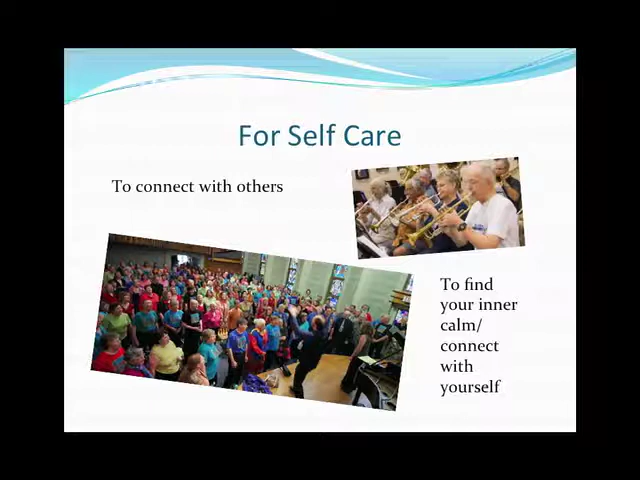 For Self Care
To connect with others
To find
your inner
calm/
connect
with
yourself